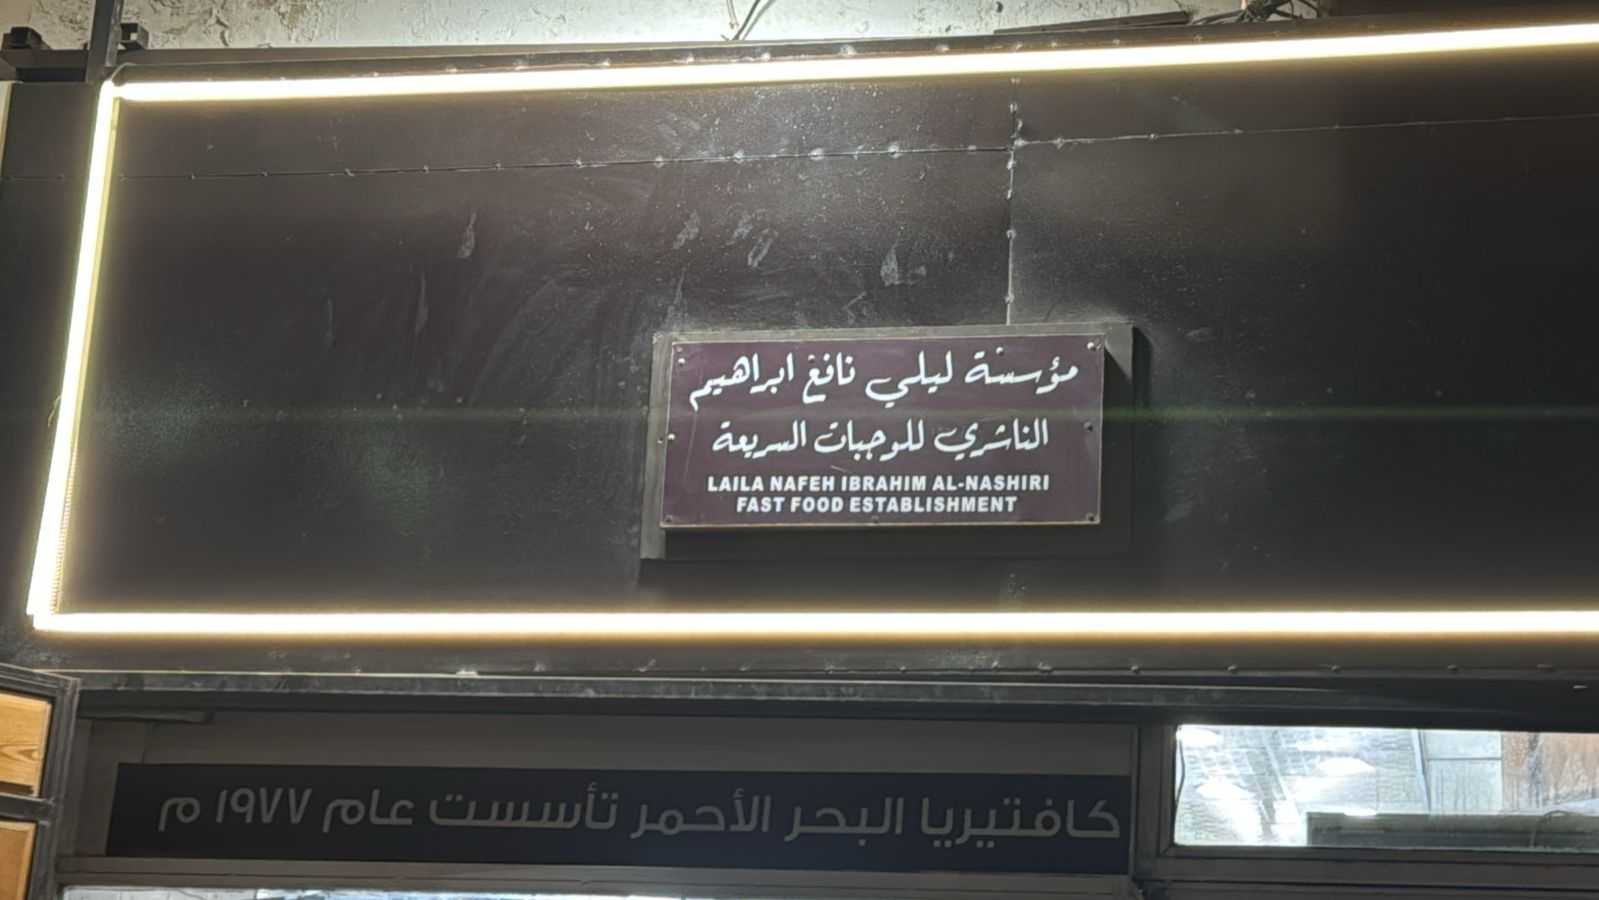 مؤسسة ليلي نافع ابراهيم
الناشري للوجبات السريعة
LAILA NAFEH IBRAHIM AL-NASHIRI
FAST FOOD ESTABLISHMENT
كافتيريا البحر الأحمر تأسست عام ١٩٧٧ م